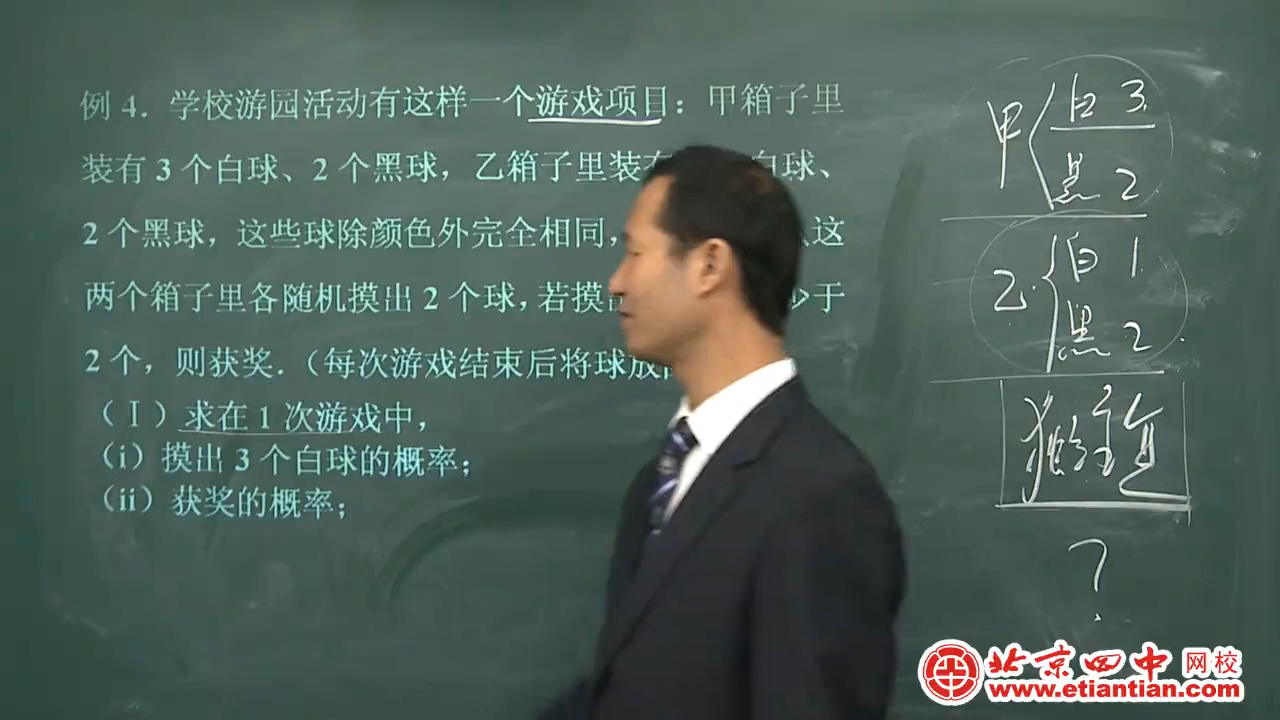 例 4．学校游园活动有这样一个游戏项目：甲箱子里
装有 3 个白球、2 个黑球，乙箱子里装 白球、
2 个黑球，这些球除颜色外完全相同， 这
两个箱子里各随机摸出 2 个球，若摸 少于
2 个，则获奖．（每次游戏结束后将球放
（Ⅰ）求在 1 次游戏中，
（i）摸出 3 个白球的概率；
（ii）获奖的概率；
甲 白 3
黑 2
乙 白 1
黑 2
独立
?
北京四中网校
www.etiantian.com